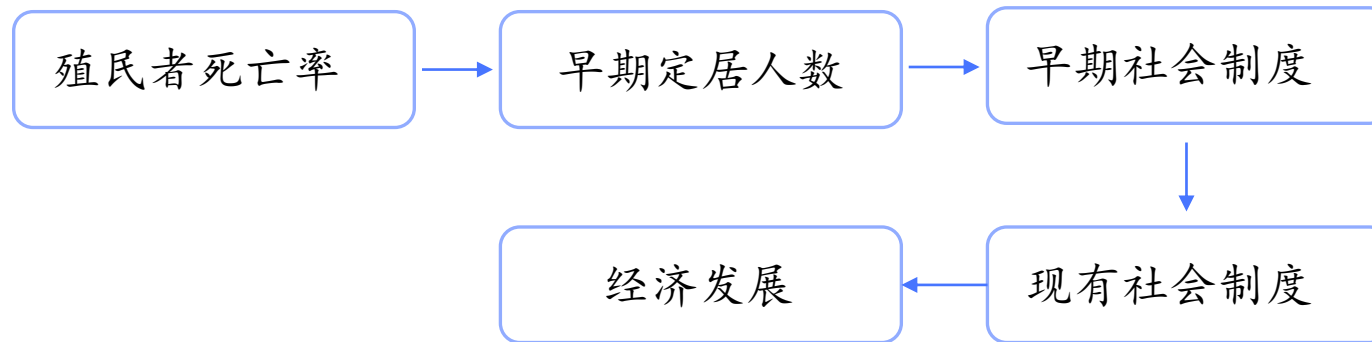 殖民者死亡率
早期定居人数
早期社会制度
经济发展
现有社会制度